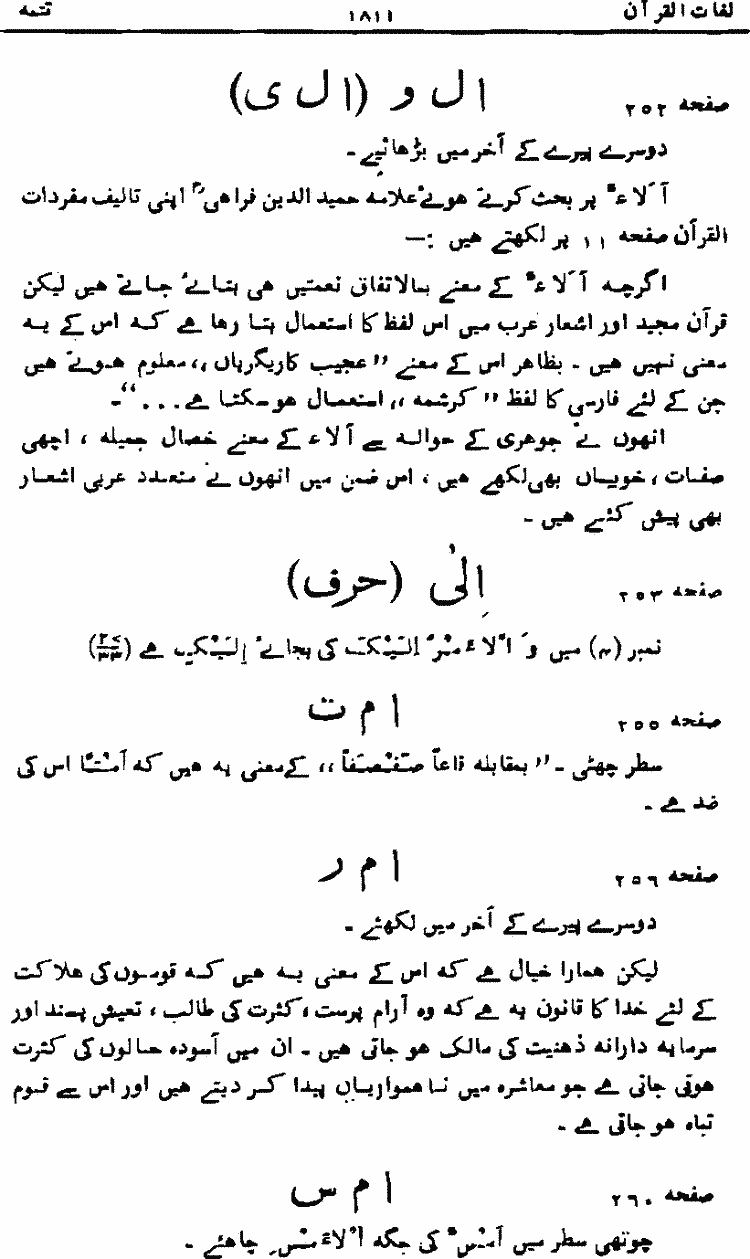 لغات القرآن ۱۸۱۱ تتمہ
ا ل و (ا ل ی) صفحہ ۲۵۲
دوسرے پیرے کے آخر میں بڑھائیے ۔
آلَاءٌ پر بحث کرتے ہوئے علامہ حمید الدین فراہیؒ اپنی تالیف مفردات
القرآن صفحہ ۱۱ پر لکھتے ہیں :—
اگرچہ آلَاءٌ کے معنے بالاتفاق نعمتیں ہی بتائے جاتے ہیں لیکن
قرآن مجید اور اشعار عرب میں اس لفظ کا استعمال بتا رہا ہے کہ اس کے یہ
معنی نہیں ہیں ۔ بظاہر اس کے معنے ,,عجیب کاریگریاں ،، معلوم ہوتے ہیں
جن کے لئے فارسی کا لفظ ,, کرشمہ ،، استعمال ہو سکتا ہے . . .“۔
انھوں نے جوہری کے حوالہ سے آلاء کے معنے خصال جمیلہ ، اچھی
صفات ، خوبیاں بھی لکھے ہیں ، اس ضمن میں انھوں نے متعدد عربی اشعار
بھی پیش کئے ہیں ۔
اِلٰی (حرف) صفحہ ۲۵۳
نمبر (۴) میں وَ الْاَمْرُ اِلَیْکَ کی بجائے اِلَیْکِ ہے (۲۷/۳۳)
ا م ت صفحہ ۲۵۵
سطر چھٹی ۔ ,, بمقابلہ قاعاً صَفْصَفاً ،، کے معنی یہ ہیں کہ اَمْتًا اس کی
ضد ہے ۔
ا م ر صفحہ ۲۵۶
دوسرے پیرے کے آخر میں لکھئے ۔
لیکن ہمارا خیال ہے کہ اس کے معنی یہ ہیں کہ قوموں کی ہلاکت
کے لئے خدا کا قانون یہ ہے کہ وہ آرام پرست ، کثرت کی طالب ، تعیش پسند اور
سرمایہ دارانہ ذہنیت کی مالک ہو جاتی ہیں ۔ ان میں آسودہ حالوں کی کثرت
ہوتی جاتی ہے جو معاشرہ میں ناہمواریاں پیدا کر دیتے ہیں اور اس سے قوم
تباہ ہو جاتی ہے ۔
ا م س صفحہ ۲۶۰
چوتھی سطر میں اَمْسِ کی جگہ اَلْاَمْسِ چاہئے ۔